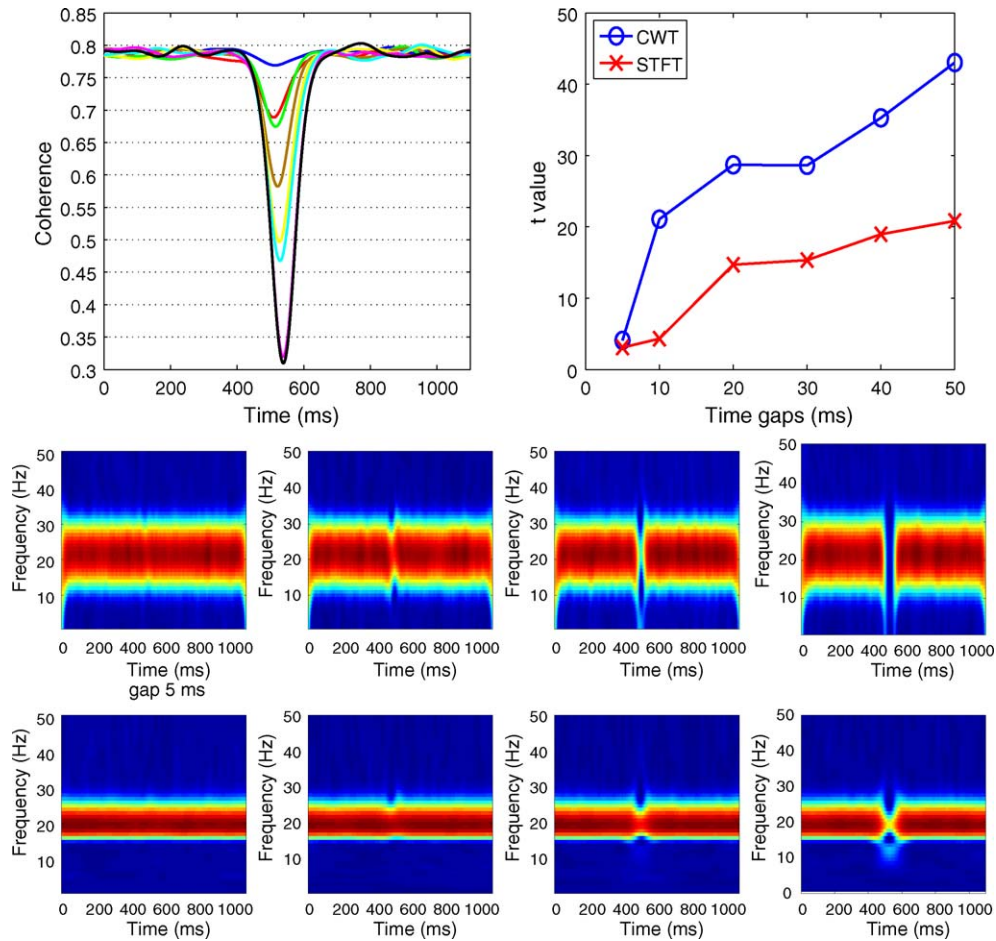 0.85
0.8
0.75
0.7
0.65
0.6
0.55
0.5
0.45
0.4
0.35
0.3
Coherence
0 200 400 600 800 1000
Time (ms)
50
40
30
20
10
0
t value
CWT
STFT
0 10 20 30 40 50
Time gaps (ms)
50
40
30
20
10
Frequency (Hz)
0 200 400 600 800 1000
Time (ms)
gap 5 ms
50
40
30
20
10
Frequency (Hz)
0 200 400 600 800 1000
Time (ms)
50
40
30
20
10
Frequency (Hz)
0 200 400 600 800 1000
Time (ms)
50
40
30
20
10
Frequency (Hz)
0 200 400 600 800 1000
Time (ms)
50
40
30
20
10
Frequency (Hz)
0 200 400 600 800 1000
Time (ms)
50
40
30
20
10
Frequency (Hz)
0 200 400 600 800 1000
Time (ms)
50
40
30
20
10
Frequency (Hz)
0 200 400 600 800 1000
Time (ms)
50
40
30
20
10
0
Frequency (Hz)
0 200 400 600 800 1000
Time (ms)